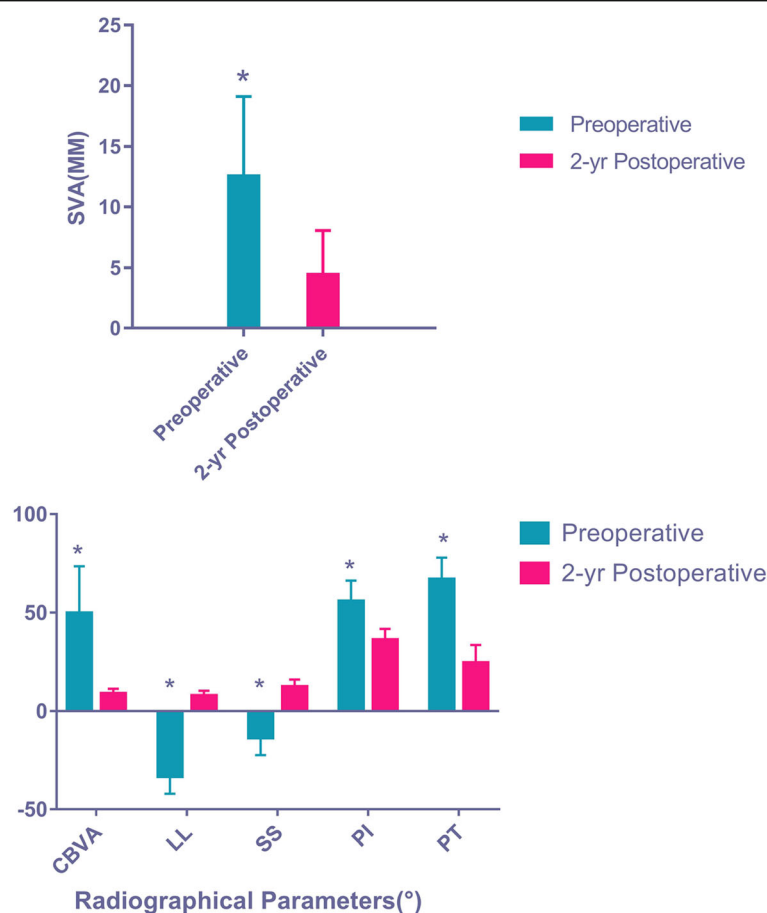 25
20
15
10
5
0
SVA(MM)
*
Preoperative
2-yr Postoperative
Preoperative
2-yr Postoperative
100
50
0
-50
*
*
*
*
*
CBVA
LL
SS
PI
PT
Radiographical Parameters(°)
Preoperative
2-yr Postoperative